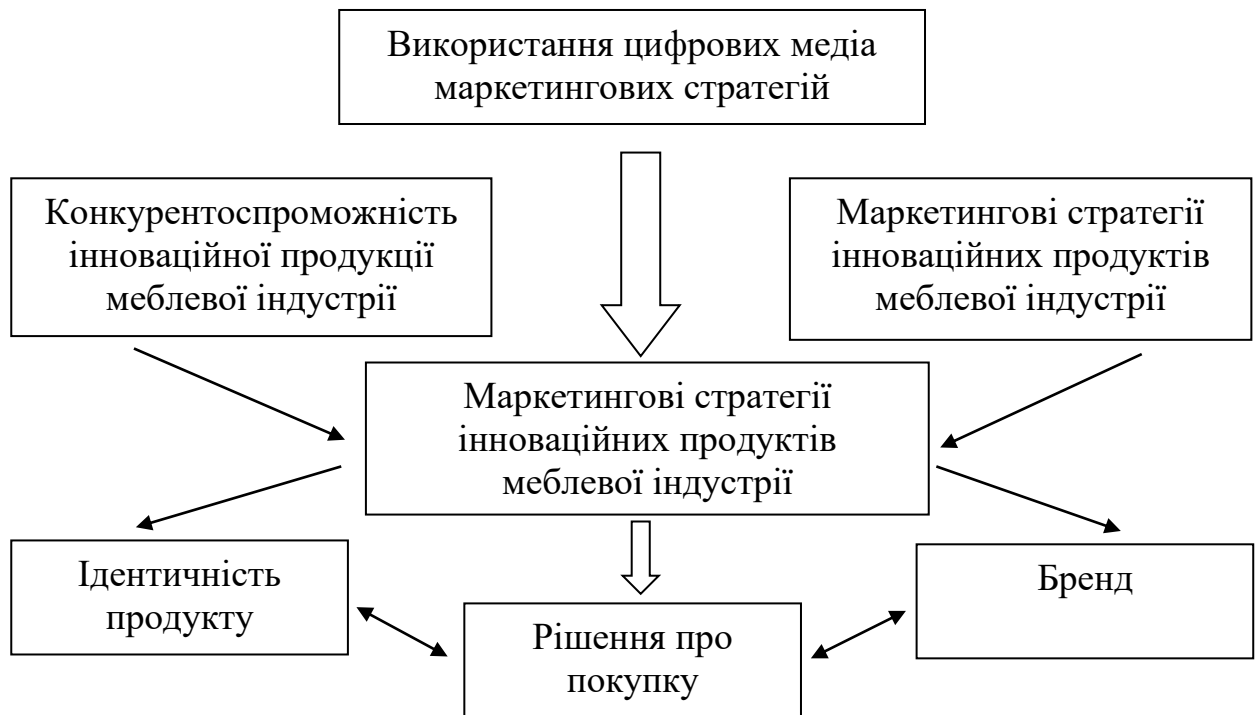 Використання цифрових медіа
маркетингових стратегій
Конкурентоспроможність
інноваційної продукції
меблевої індустрії
Маркетингові стратегії
інноваційних продуктів
меблевої індустрії
Маркетингові стратегії
інноваційних продуктів
меблевої індустрії
Ідентичність
продукту
Бренд
Рішення про
покупку